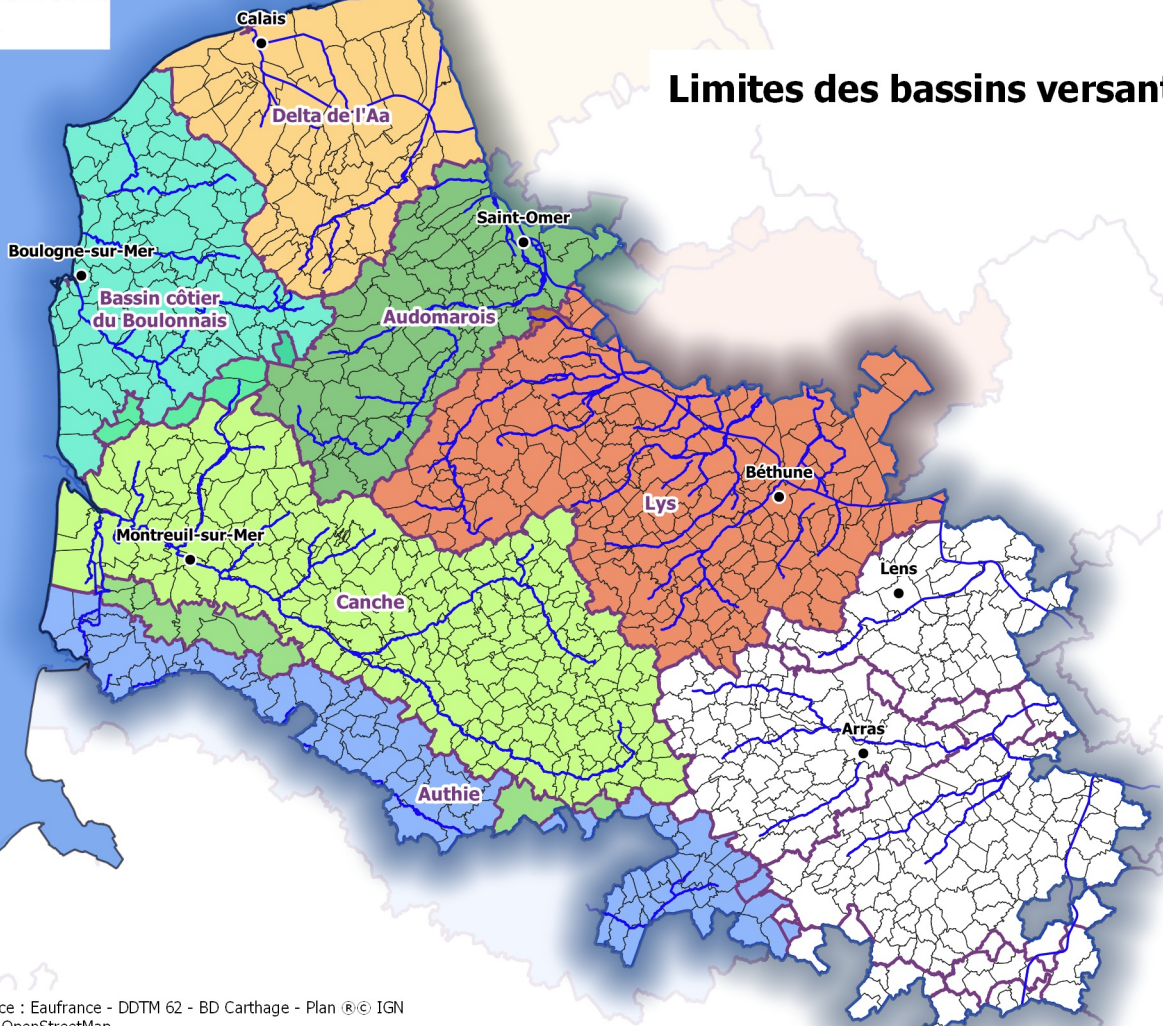 Calais
Limites des bassins versant
Delta de l'Aa
Saint-Omer
Boulogne-sur-Mer
Bassin côtier
du Boulonnais
Audomarois
Béthune
Lys
Montreuil-sur-Mer
Lens
Canche
Arras
Authie
ce : Eaufrance - DDTM 62 - BD Carthage - Plan ®© IGN
OpenStreetMap